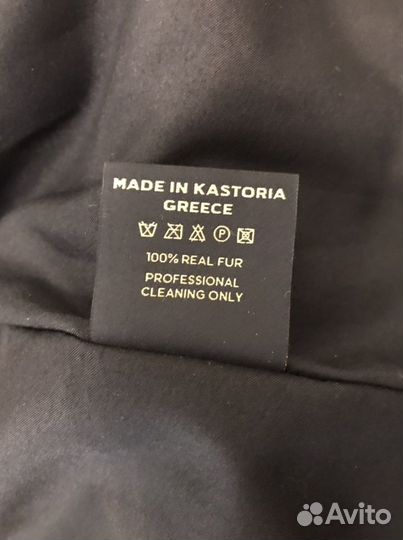 MADE IN KASTORIA
GREECE
P
100% REAL FUR
PROFESSIONAL
CLEANING ONLY
Avito